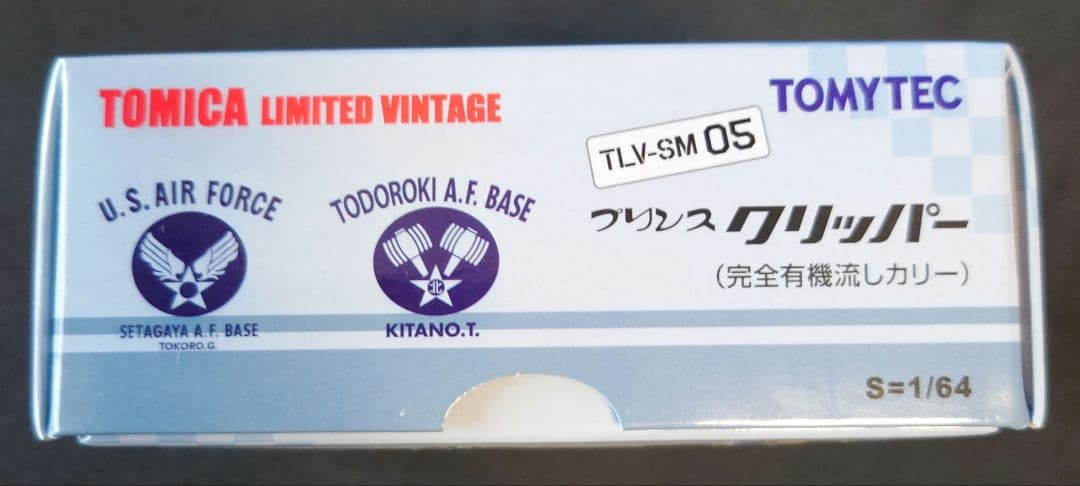 TOMICA LIMITED VINTAGE
TOMYTEC
TLV-SM 05
U.S. AIR FORCE
SETAGAYA A.F. BASE
TOKORO.G.
TODOROKI A.F. BASE
北
KITANO.T.
プリンス クリッパー
(完全有機流しカリー)
S=1/64